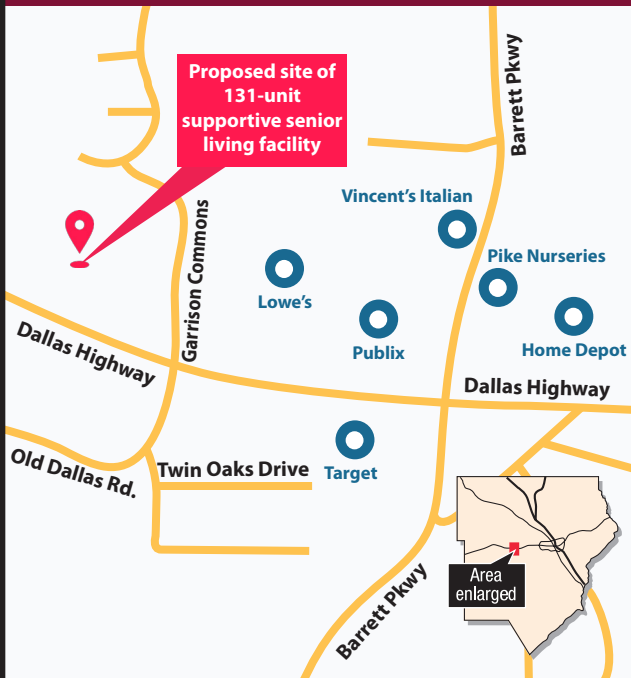 Proposed site of
131-unit
supportive senior
living facility
Barrett Pkwy
Vincent's Italian
Garrison Commons
Pike Nurseries
Lowe's
Publix
Home Depot
Dallas Highway
Dallas Highway
Old Dallas Rd.
Twin Oaks Drive
Target
Barrett Pkwy
Area
enlarged